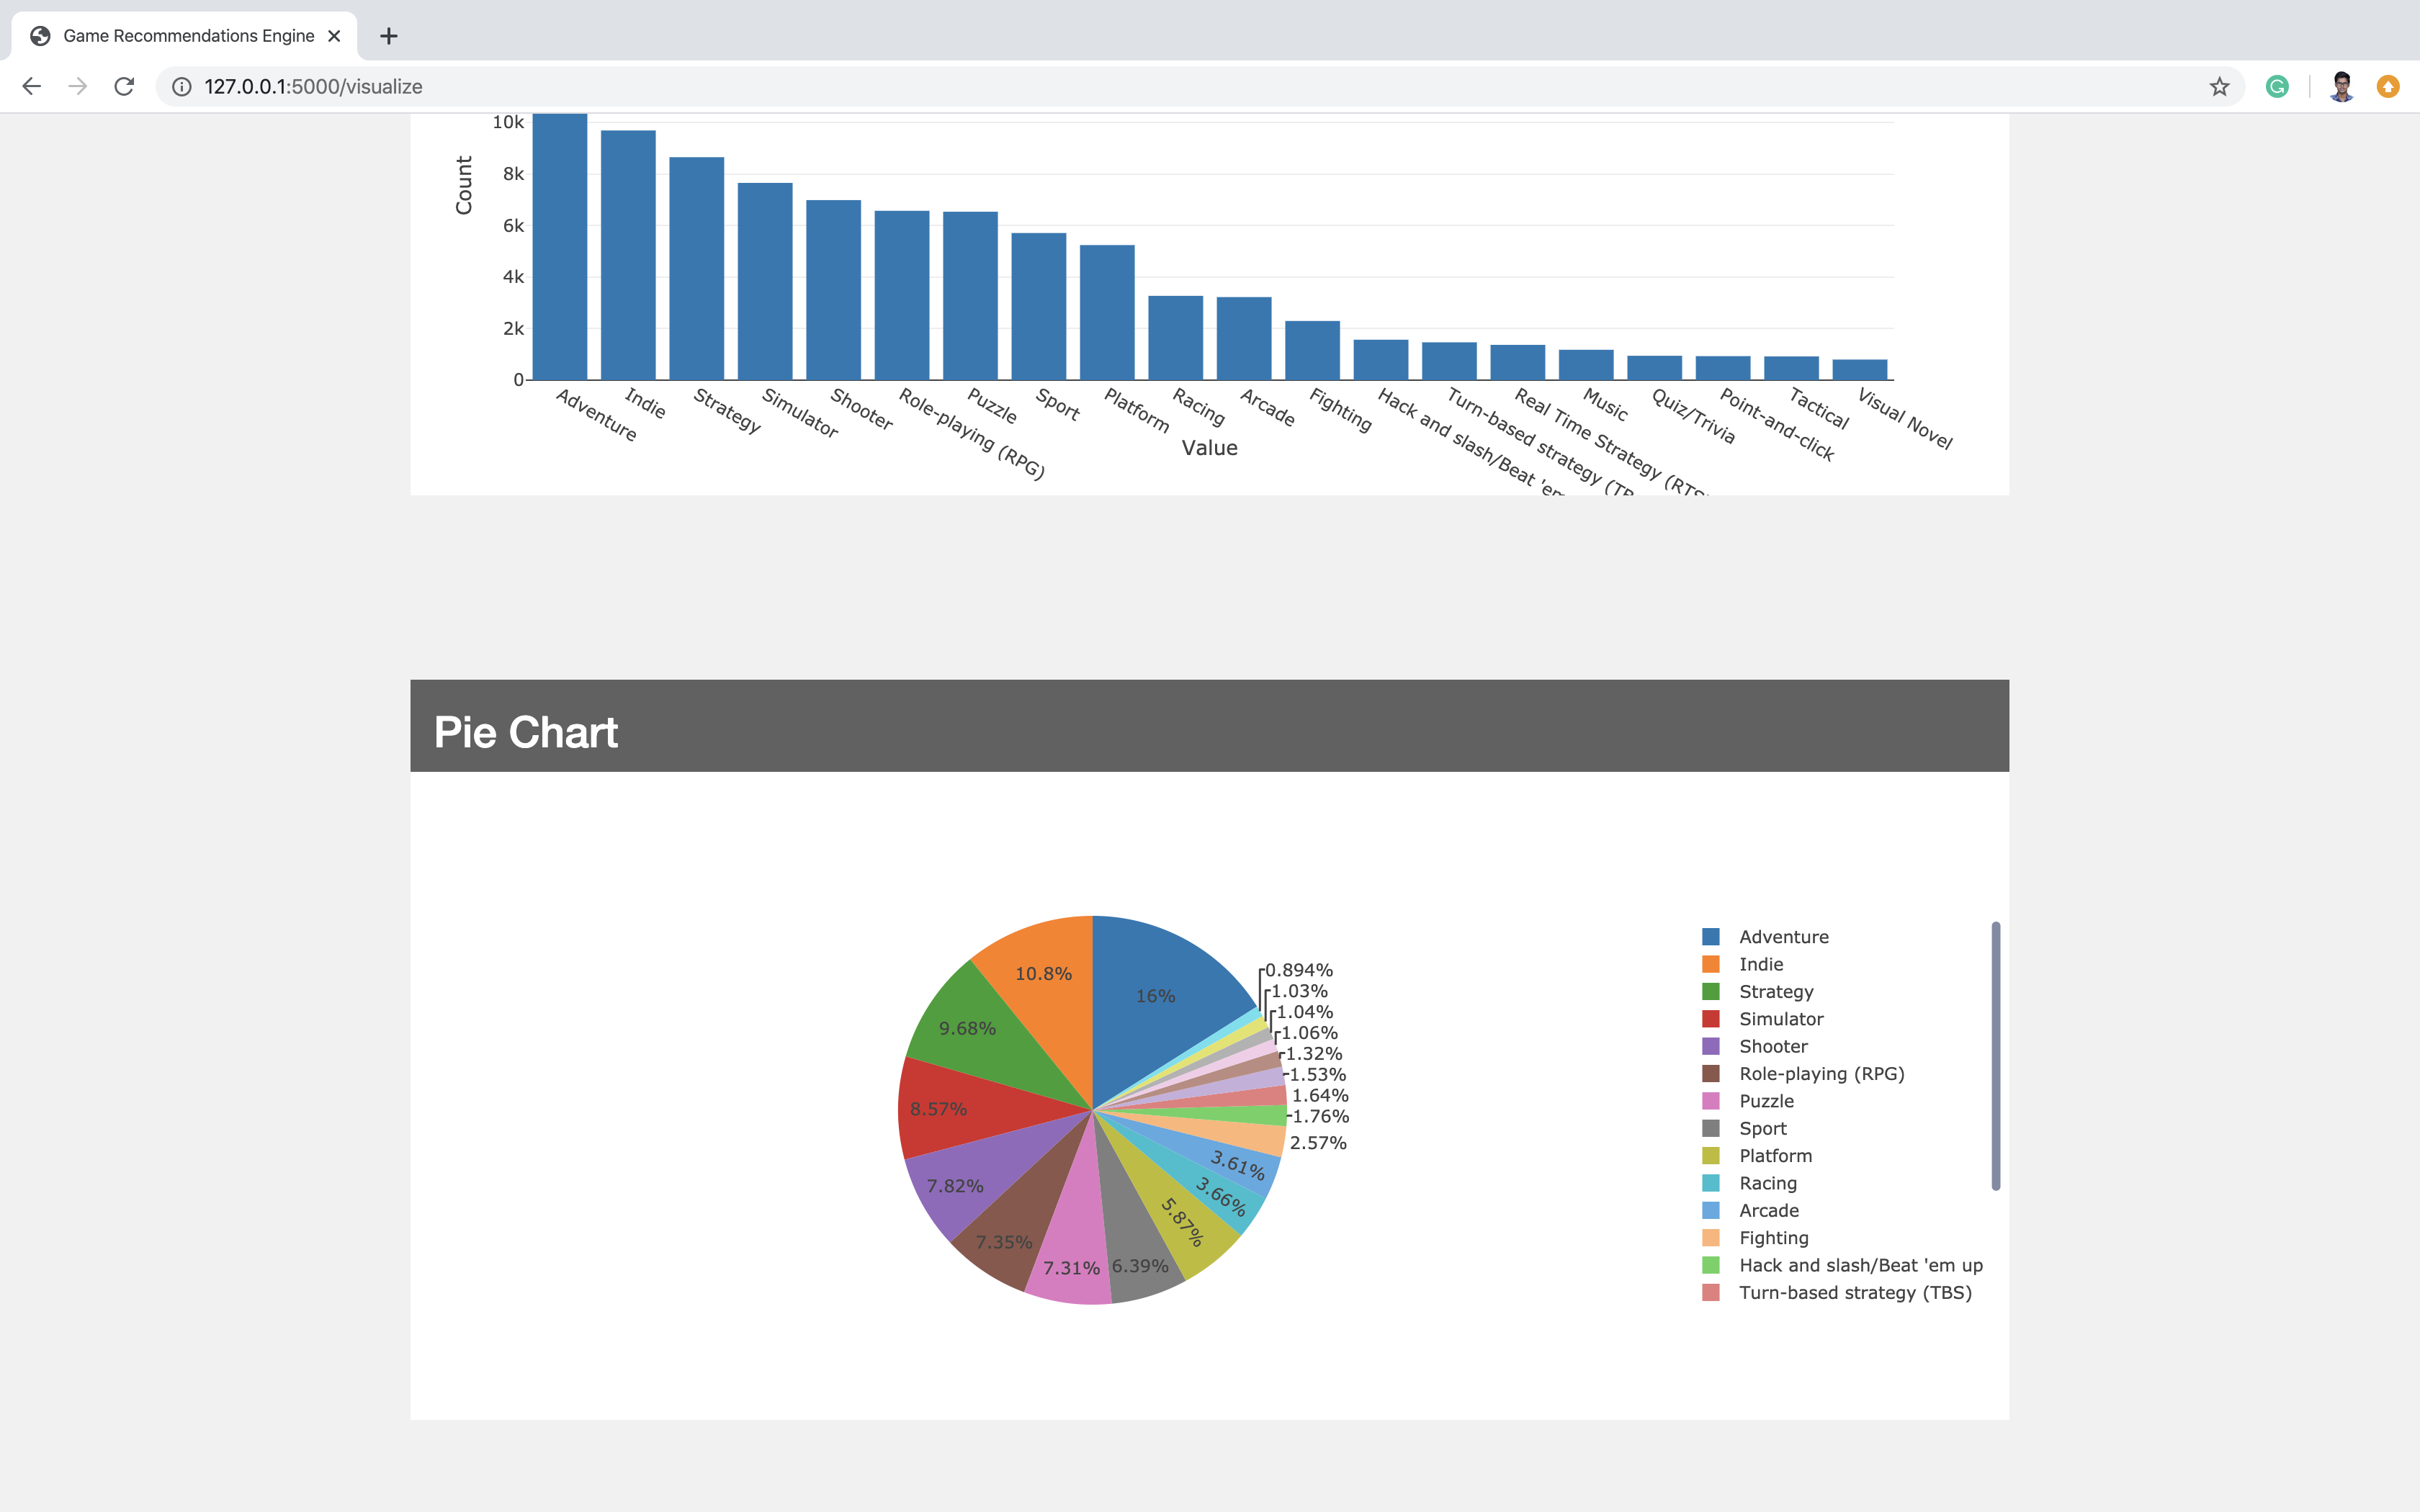 Game Recommendations Engine
127.0.0.1:5000/visualize
10k
8k
6k
4k
2k
0
Count
Adventure
Indie
Strategy
Simulator
Shooter
Role-playing (RPG)
Puzzle
Sport
Platform
Racing
Arcade
Fighting
Hack and slash/Beat 'em
Turn-based strategy (TB
Real Time Strategy (RTS
Music
Quiz/Trivia
Point-and-click
Tactical
Visual Novel
Value
Pie Chart
16%
10.8%
9.68%
8.57%
7.82%
7.35%
7.31%
6.39%
5.87%
3.66%
3.61%
2.57%
1.76%
1.64%
1.53%
1.32%
1.06%
1.04%
1.03%
0.894%
Adventure
Indie
Strategy
Simulator
Shooter
Role-playing (RPG)
Puzzle
Sport
Platform
Racing
Arcade
Fighting
Hack and slash/Beat 'em up
Turn-based strategy (TBS)